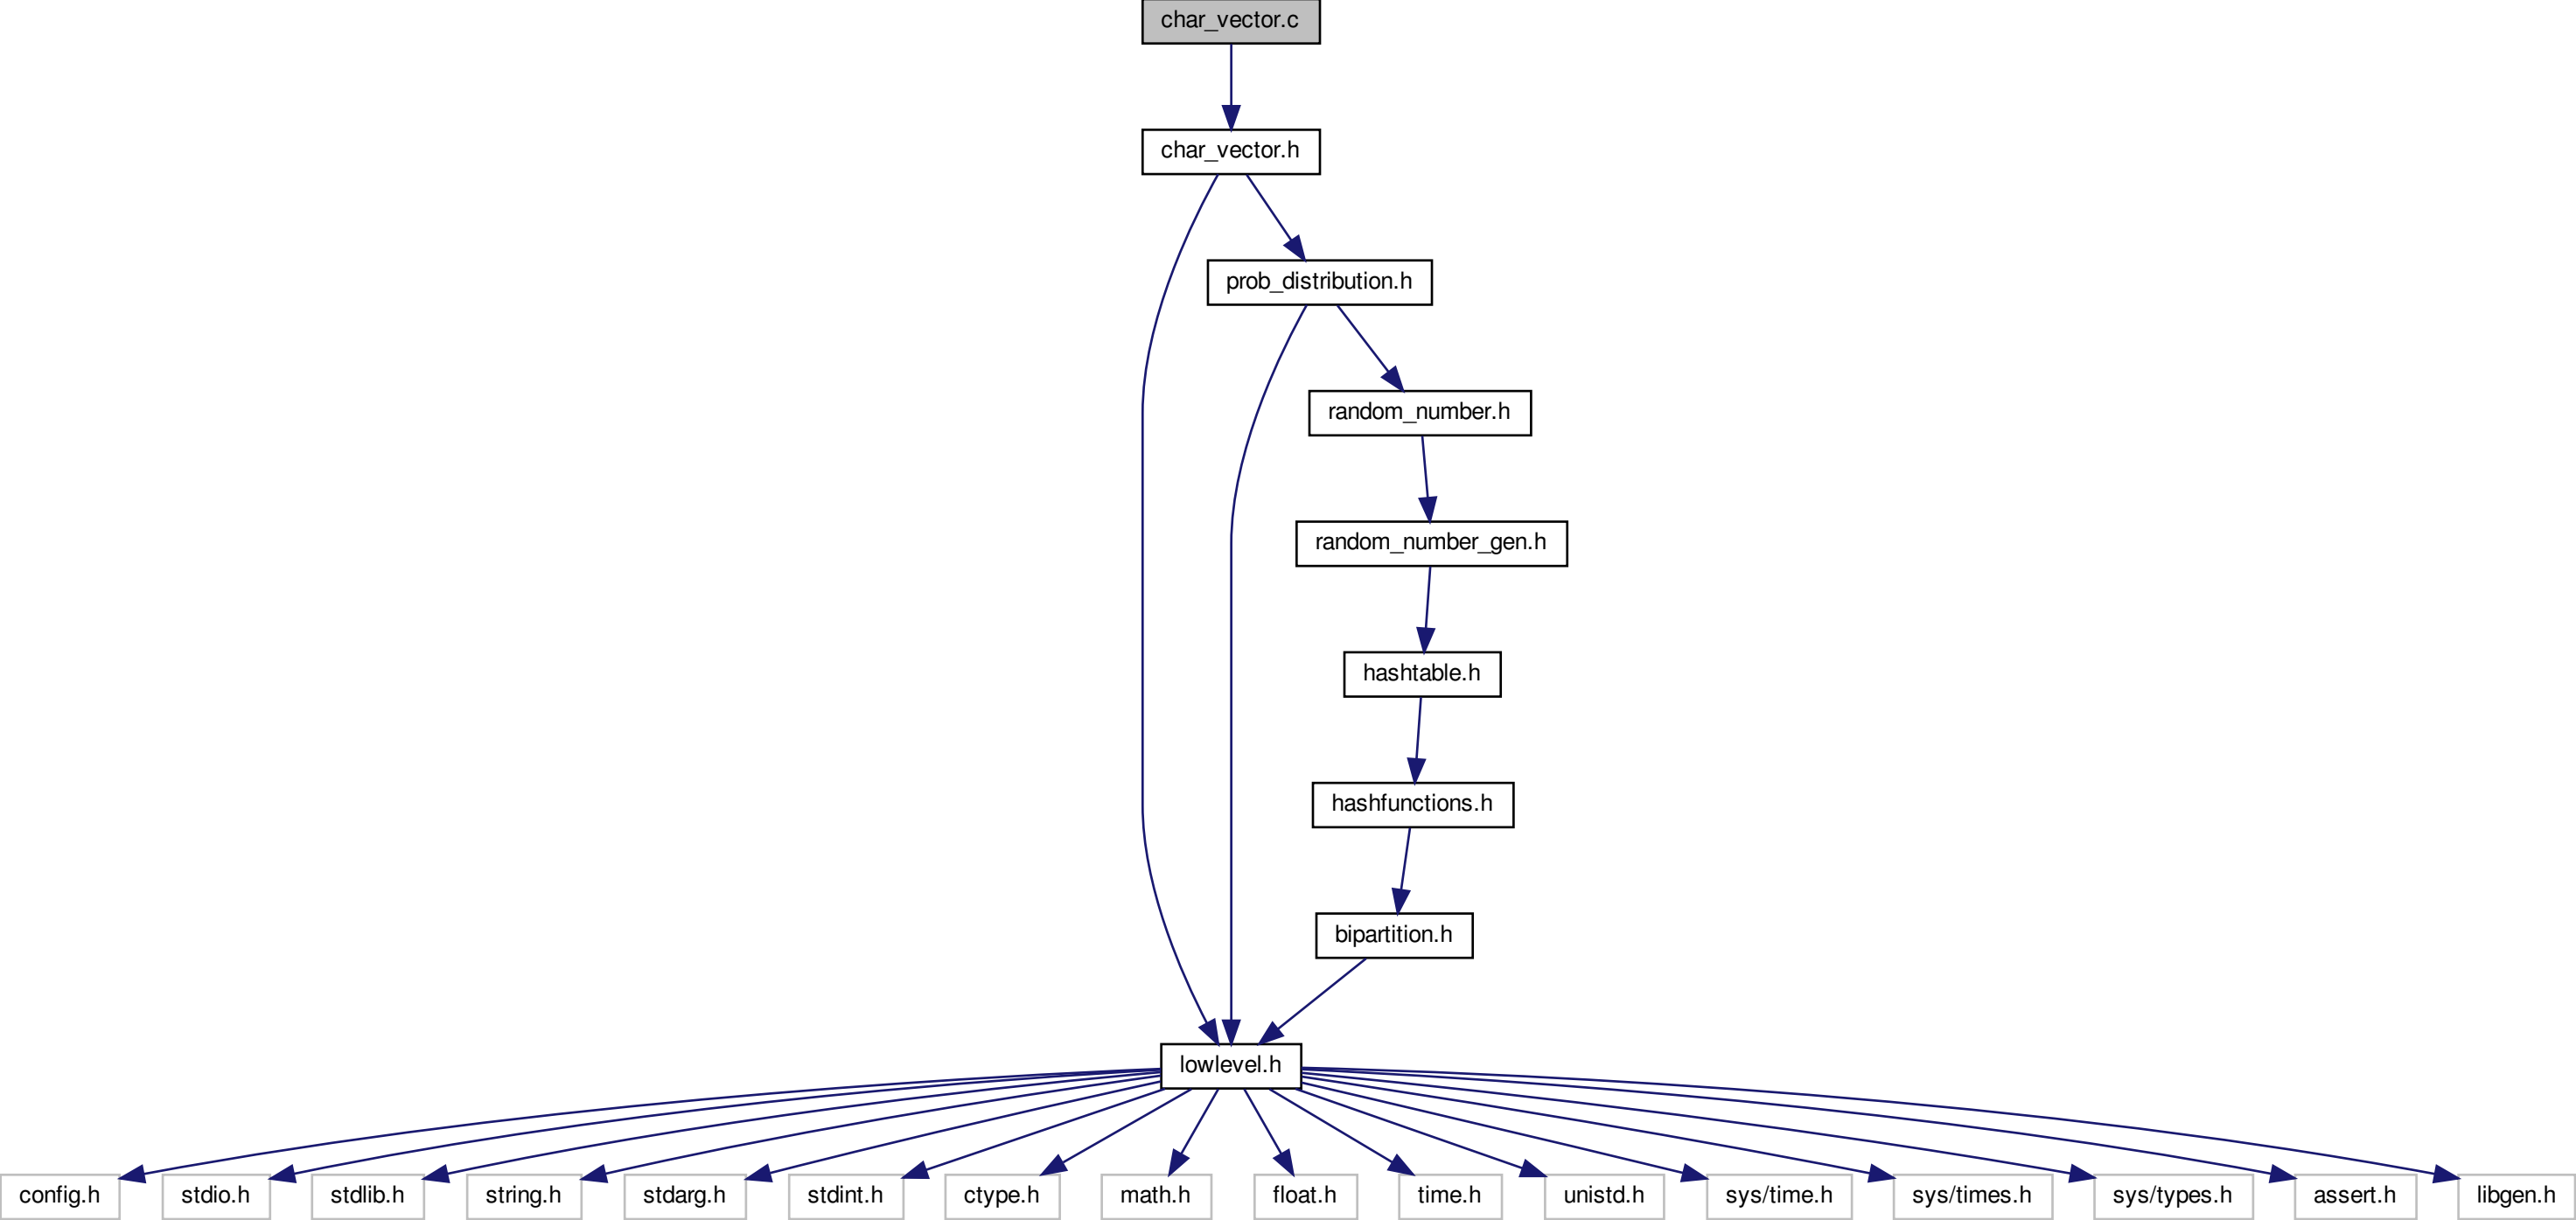 char_vector.c
char_vector.h
prob_distribution.h
random_number.h
random_number_gen.h
hashtable.h
hashfunctions.h
bipartition.h
lowlevel.h
config.h
stdio.h
stdlib.h
string.h
stdarg.h
stdint.h
ctype.h
math.h
float.h
time.h
unistd.h
sys/time.h
sys/times.h
sys/types.h
assert.h
libgen.h